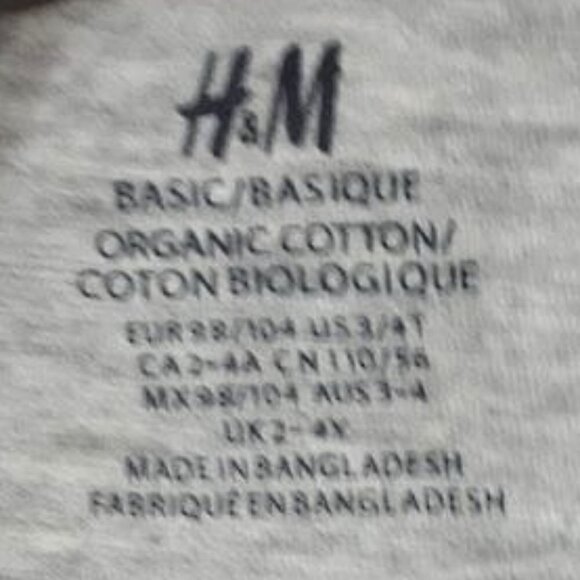 H&M
BASIC/BASIQUE
ORGANIC COTTON/
COTON BIOLOGIQUE
EUR 98/104 US 3/4T
CA 2-4A CN 110/56
MX 98/104 AUS 3-4
UK 2-4Y
MADE IN BANGLADESH
FABRIQUÉ EN BANGLADESH